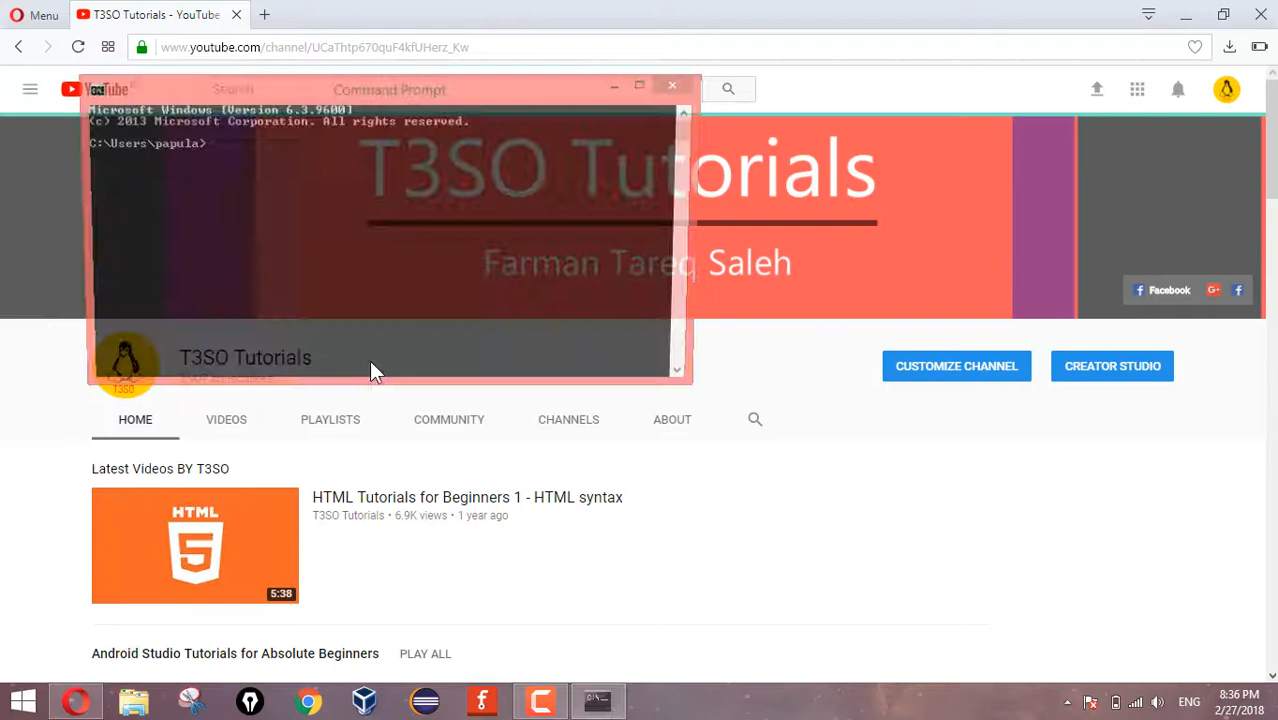 Menu
T3SO Tutorials - YouTube
www.youtube.com/channel/UCaThtp670quF4kfUHerz_Kw
YouTube
Search
Command Prompt
Microsoft Windows [Version 6.3.9600]
(c) 2013 Microsoft Corporation. All rights reserved.
C:\Users\papula>
T3SO Tutorials
Farman Tareq Saleh
Facebook
G+
T3SO Tutorials
T3SO
CUSTOMIZE CHANNEL
CREATOR STUDIO
HOME
VIDEOS
PLAYLISTS
COMMUNITY
CHANNELS
ABOUT
Latest Videos BY T3SO
HTML
5
5:38
HTML Tutorials for Beginners 1 - HTML syntax
T3SO Tutorials • 6.9K views • 1 year ago
Android Studio Tutorials for Absolute Beginners
PLAY ALL
ENG
8:36 PM
2/27/2018